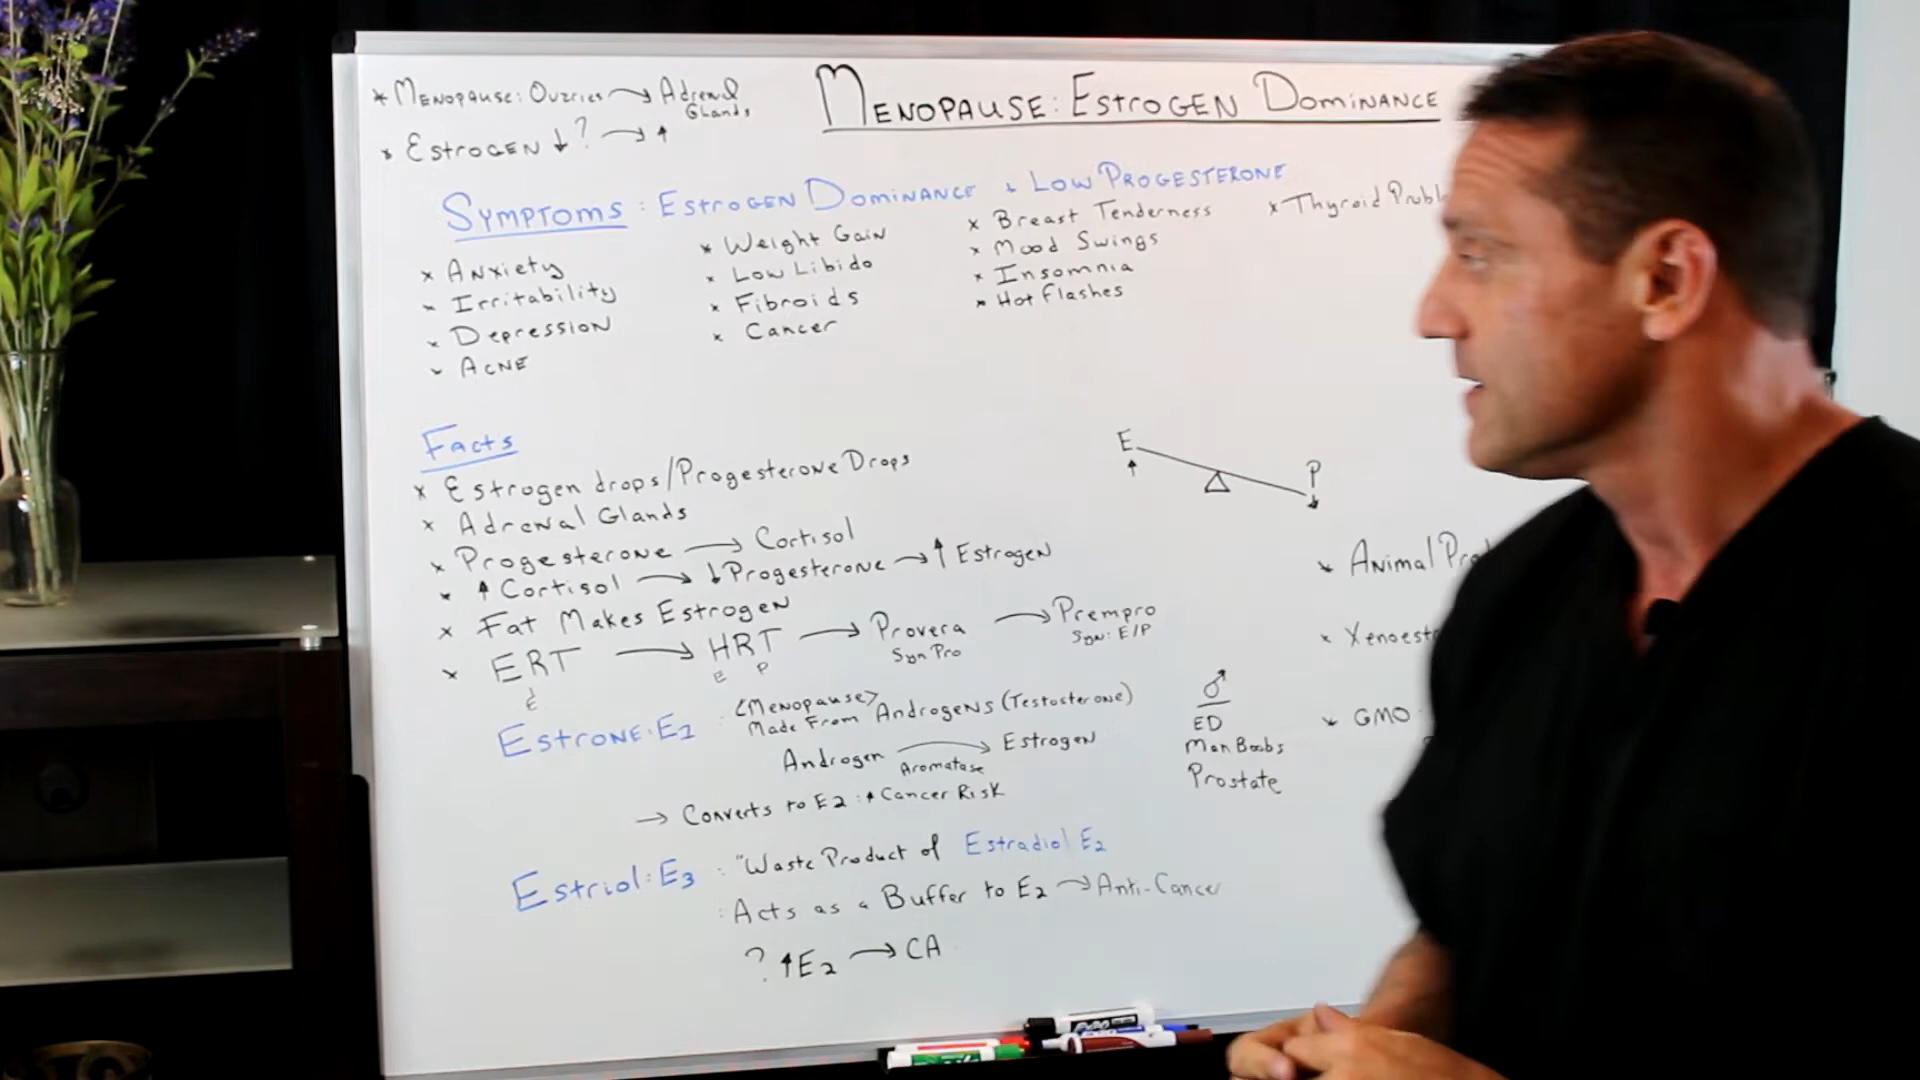 * Menopause: Ovaries → Adrenal Glands
* Estrogen ↓? → ↑
Menopause: Estrogen Dominance
Symptoms: Estrogen Dominance & Low Progesterone
x Anxiety
x Irritability
x Depression
x Acne
x Weight Gain
x Low Libido
x Fibroids
x Cancer
x Breast Tenderness
x Mood Swings
x Insomnia
x Hot Flashes
x Thyroid
Facts
x Estrogen drops/Progesterone Drops
x Adrenal Glands
x Progesterone → Cortisol
x ↑ Cortisol → ↓ Progesterone → ↑ Estrogen
x Fat Makes Estrogen
x ERT → HRT → Provera → Prempro
E
E P
Syn Pro
Syn: E/P
E ↑
P ↓
Estrone: E1 : <Menopause>
Made From Androgens (Testosterone)
Androgen → Estrogen
Aromatase
→ Converts to E2 : ↑ Cancer Risk
Estriol: E3 : "Waste Product of Estradiol E2
: Acts as a Buffer to E2 → Anti-Cancer
? ↑E2 → CA
♂
ED
Man Boobs
Prostate
x Animal
x
x GMO